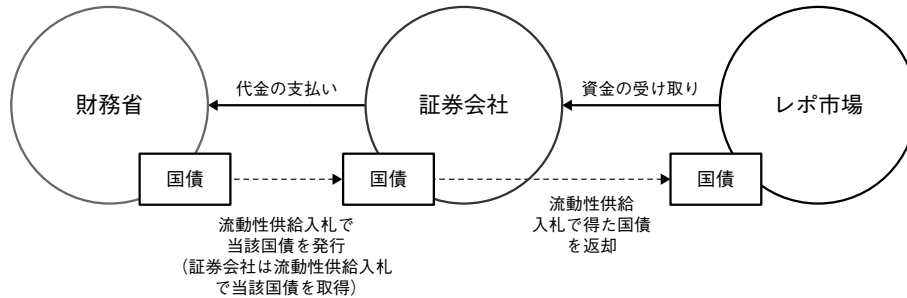 財務省
代金の支払い
証券会社
資金の受け取り
レポ市場
国債
国債
国債
流動性供給入札で
当該国債を発行
（証券会社は流動性供給入札
で当該国債を取得）
流動性供給
入札で得た国債
を返却